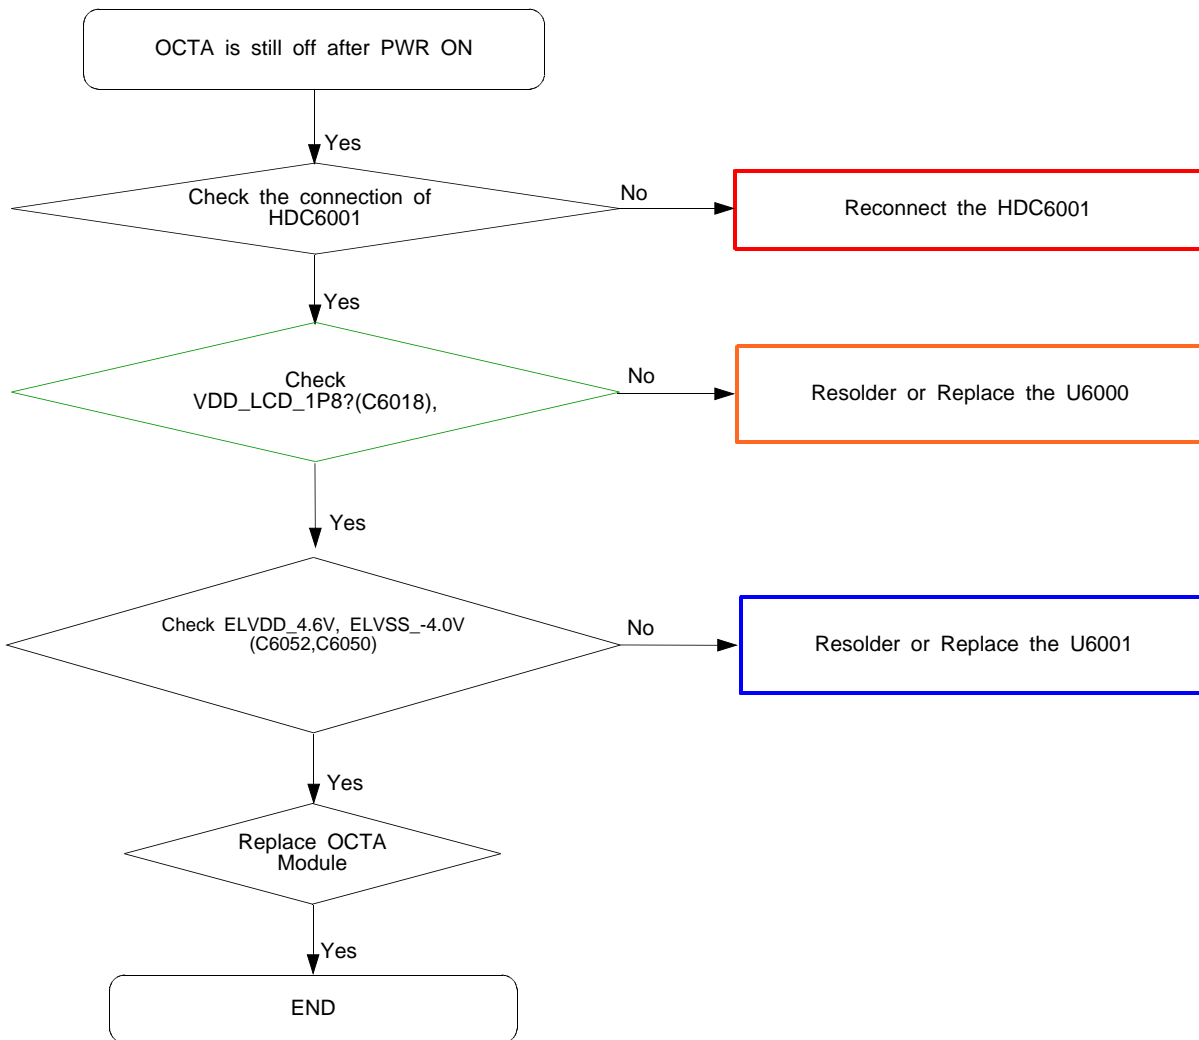 OCTA is still off after PWR ON
Yes
Check the connection of
HDC6001
No
Reconnect the HDC6001
Yes
Check
VDD_LCD_1P8?(C6018),
No
Resolder or Replace the U6000
Yes
Check ELVDD_4.6V, ELVSS_-4.0V
(C6052,C6050)
No
Resolder or Replace the U6001
Yes
Replace OCTA
Module
Yes
END